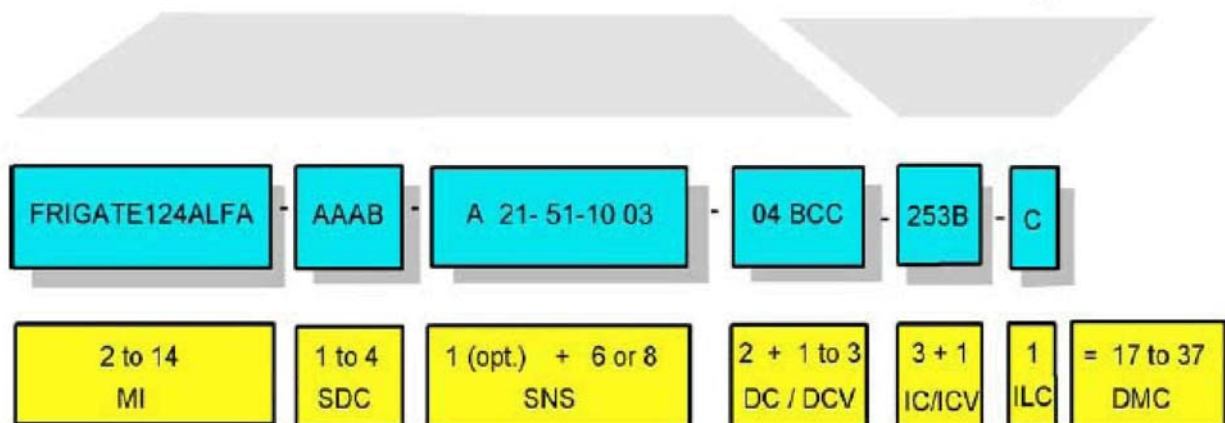 FRIGATE124ALFA - AAAB - A 21- 51-10 03 - 04 BCC - 253B - C
2 to 14 1 to 4 1 (opt.) + 6 or 8 2 + 1 to 3 3 + 1 1 = 17 to 37
MI SDC SNS DC / DCV IC/ICV ILC DMC